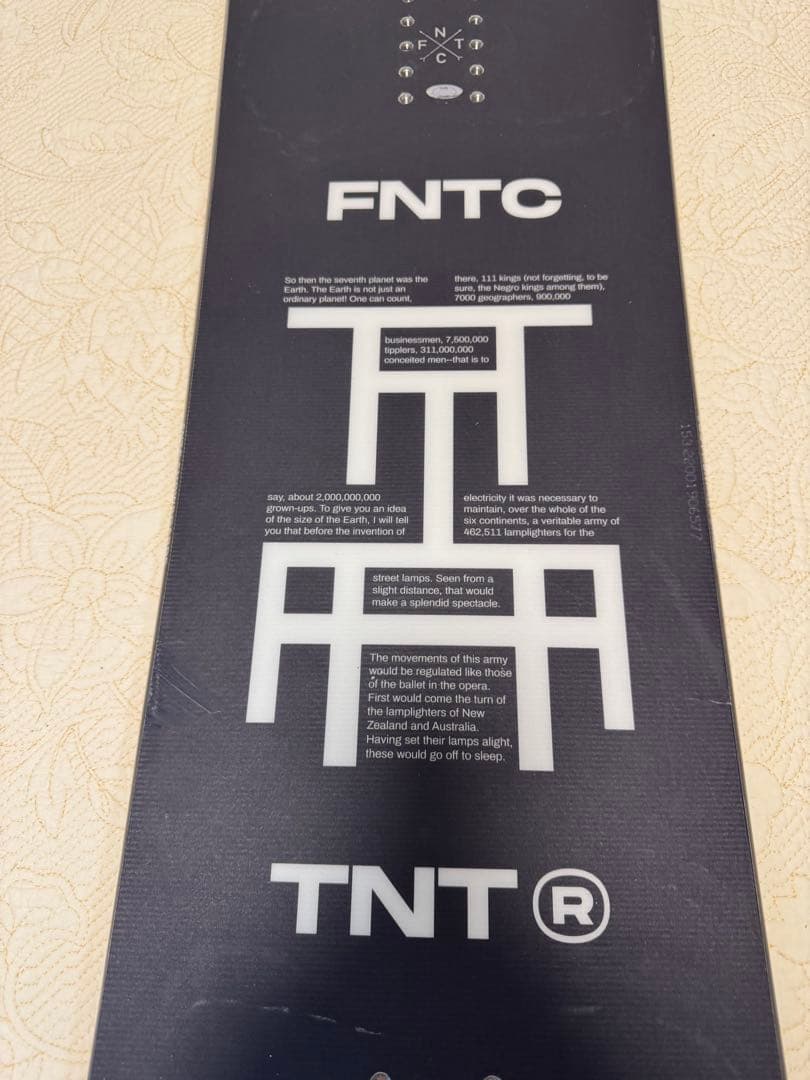 N
F T
C
FNTC
So then the seventh planet was the
Earth. The Earth is not just an
ordinary planet! One can count,
there, 111 kings (not forgetting, to be
sure, the Negro kings among them),
7000 geographers, 900,000
businessmen, 7,500,000
tipplers, 311,000,000
conceited men--that is to
say, about 2,000,000,000
grown-ups. To give you an idea
of the size of the Earth, I will tell
you that before the invention of
electricity it was necessary to
maintain, over the whole of the
six continents, a veritable army of
462,511 lamplighters for the
street lamps. Seen from a
slight distance, that would
make a splendid spectacle.
The movements of this army
would be regulated like those
of the ballet in the opera.
First would come the turn of
the lamplighters of New
Zealand and Australia.
Having set their lamps alight,
these would go off to sleep.
TNT ®